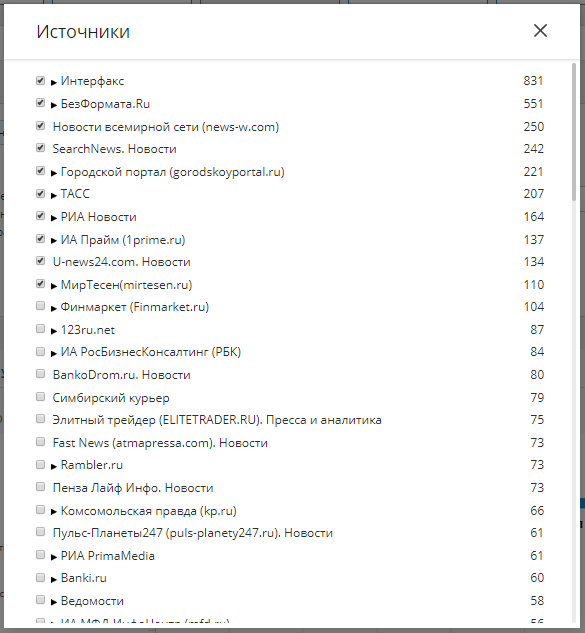 Источники
Интерфакс 831
БезФормата.Ru 551
Новости всемирной сети (news-w.com) 250
SearchNews. Новости 242
Городской портал (gorodskoyportal.ru) 221
ТАСС 207
РИА Новости 164
ИА Прайм (1prime.ru) 137
U-news24.com. Новости 134
МирТесен(mirtesen.ru) 110
Финмаркет (Finmarket.ru) 104
123ru.net 87
ИА РосБизнесКонсалтинг (РБК) 84
BankoDrom.ru. Новости 80
Симбирский курьер 79
Элитный трейдер (ELITETRADER.RU). Пресса и аналитика 75
Fast News (atmapressa.com). Новости 73
Rambler.ru 73
Пенза Лайф Инфо. Новости 73
Комсомольская правда (kp.ru) 66
Пульс-Планеты247 (puls-planety247.ru). Новости 61
РИА PrimaMedia 61
Banki.ru 60
Ведомости 58
ИА МФД-ИнфоЦентр (mfd.ru) 56